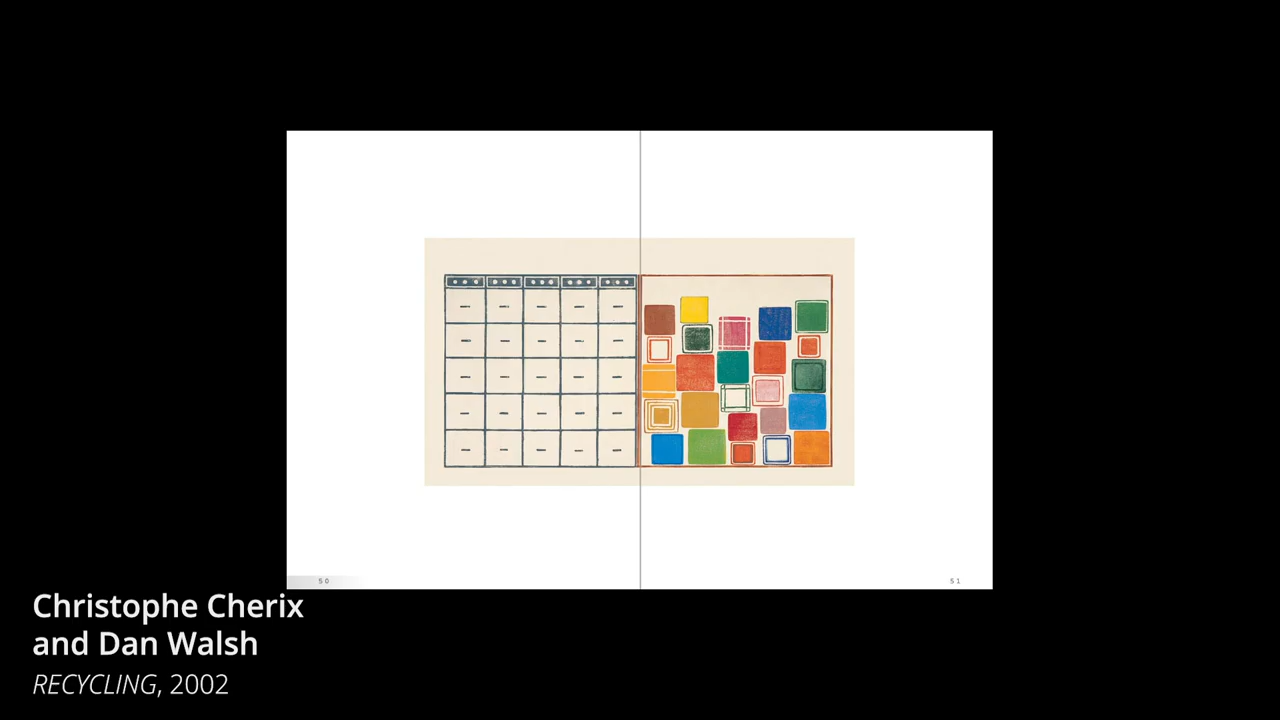 50
51
Christophe Cherix
and Dan Walsh
RECYCLING, 2002